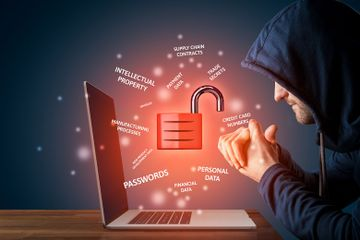 SUPPLY CHAIN
CONTRACTS
INTELLECTUAL
PROPERTY
PAYMENT
DATA
TRADE
SECRETS
MANUFACTURING
PROCESSES
CREDIT CARD
NUMBERS
PERSONAL
DATA
PASSWORDS
FINANCIAL
DATA